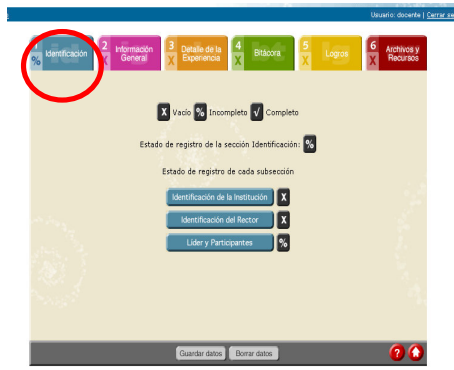 Usuario: docente | Cerrar se
1 Identificación %
2 Información General X
3 Detalle de la Experiencia X
4 Bitácora X
5 Logros X
6 Archivos y Recursos X
X Vacío % Incompleto √ Completo
Estado de registro de la sección Identificación: %
Estado de registro de cada subsección
Identificación de la Institución X
Identificación del Rector X
Líder y Participantes %
Guardar datos Borrar datos ?